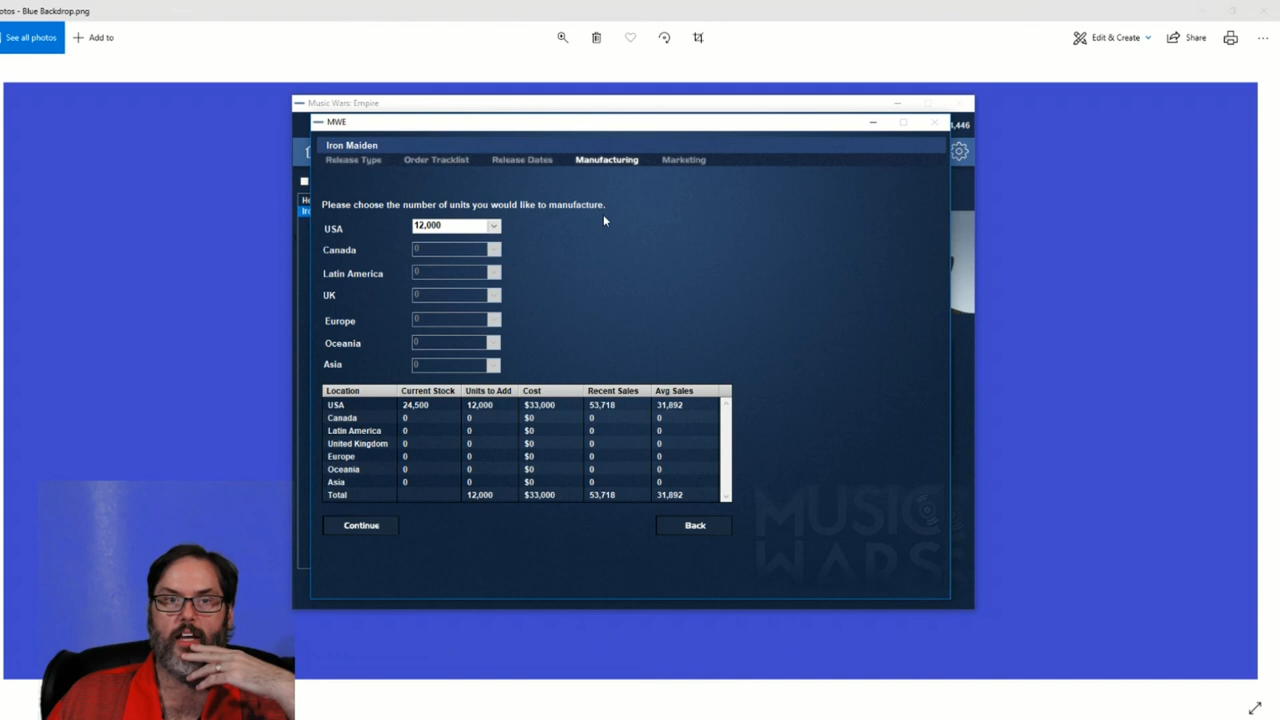 otos - Blue Backdrop.png
See all photos
Add to
Edit & Create
Share
Music Wars: Empire
MWE
,446
Iron Maiden
Release Type Order Tracklist Release Dates Manufacturing Marketing
He
Iro
Please choose the number of units you would like to manufacture.
USA 12,000
Canada 0
Latin America 0
UK 0
Europe 0
Oceania 0
Asia 0
Location Current Stock Units to Add Cost Recent Sales Avg Sales
USA 24,500 12,000 $33,000 53,718 31,892
Canada 0 0 $0 0 0
Latin America 0 0 $0 0 0
United Kingdom 0 0 $0 0 0
Europe 0 0 $0 0 0
Oceania 0 0 $0 0 0
Asia 0 0 $0 0 0
Total 12,000 $33,000 53,718 31,892
Continue
Back
MUSIC
WARS